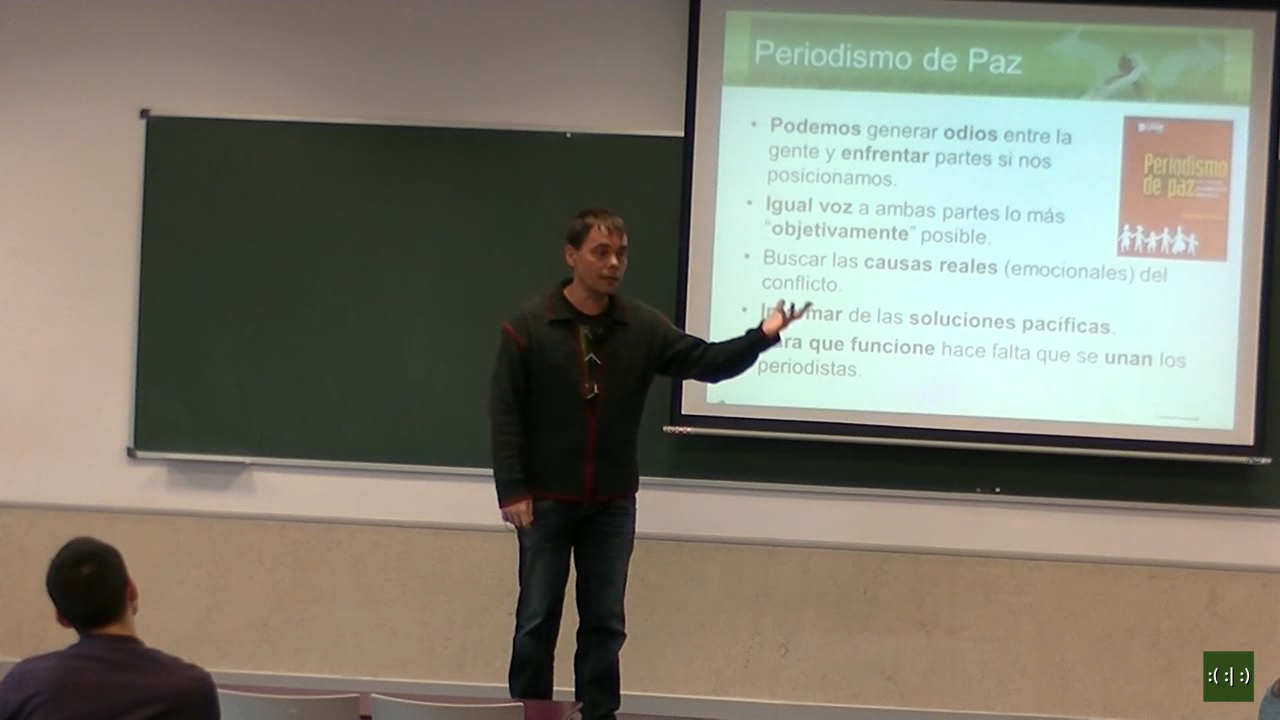 Periodismo de Paz
• Podemos generar odios entre la
gente y enfrentar partes si nos
posicionamos.
• Igual voz a ambas partes lo más
"objetivamente" posible.
• Buscar las causas reales (emocionales) del
conflicto.
• de las soluciones pacíficas.
que funcione hace falta que se unan los
periodistas.
Periodismo
de paz
:( :| :)